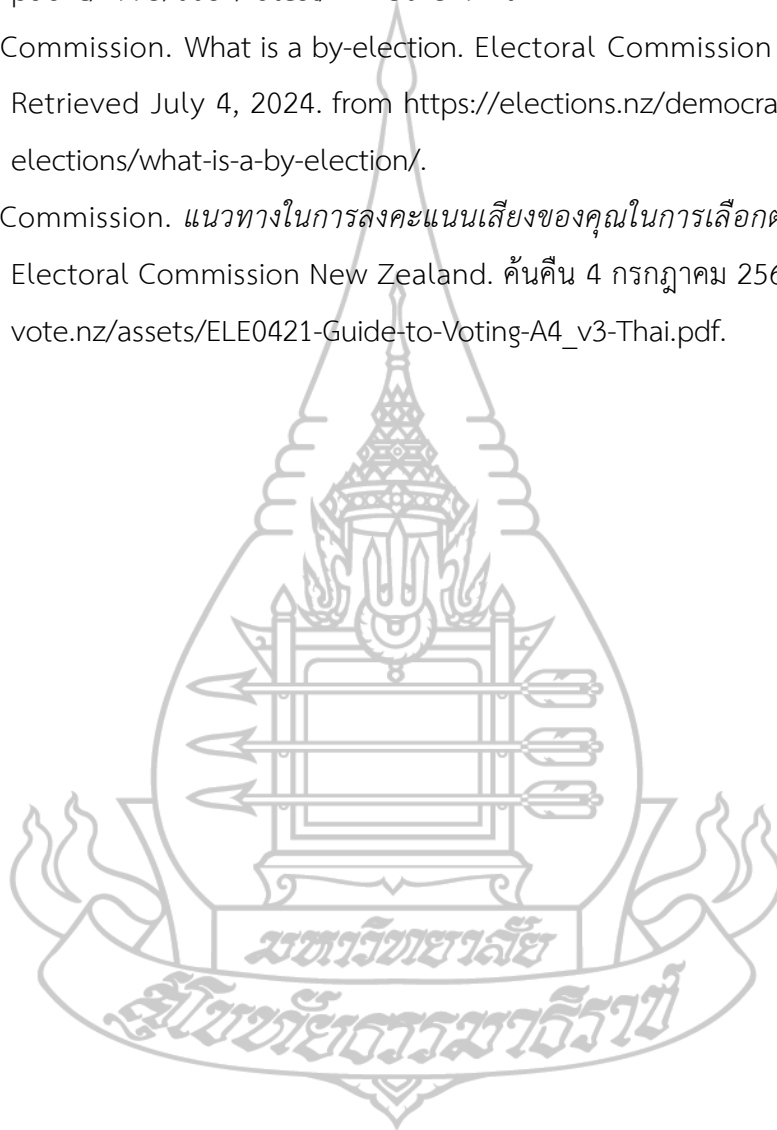 Commission. What is a by-election. Electoral Commission
Retrieved July 4, 2024. from https://elections.nz/democra
elections/what-is-a-by-election/.
Commission. แนวทางในการลงคะแนนเสียงของคุณในการเลือกต
Electoral Commission New Zealand. ค้นคืน 4 กรกฎาคม 256
vote.nz/assets/ELE0421-Guide-to-Voting-A4_v3-Thai.pdf.
มหาวิทยาลัย
สุโขทัยธรรมาธิราช